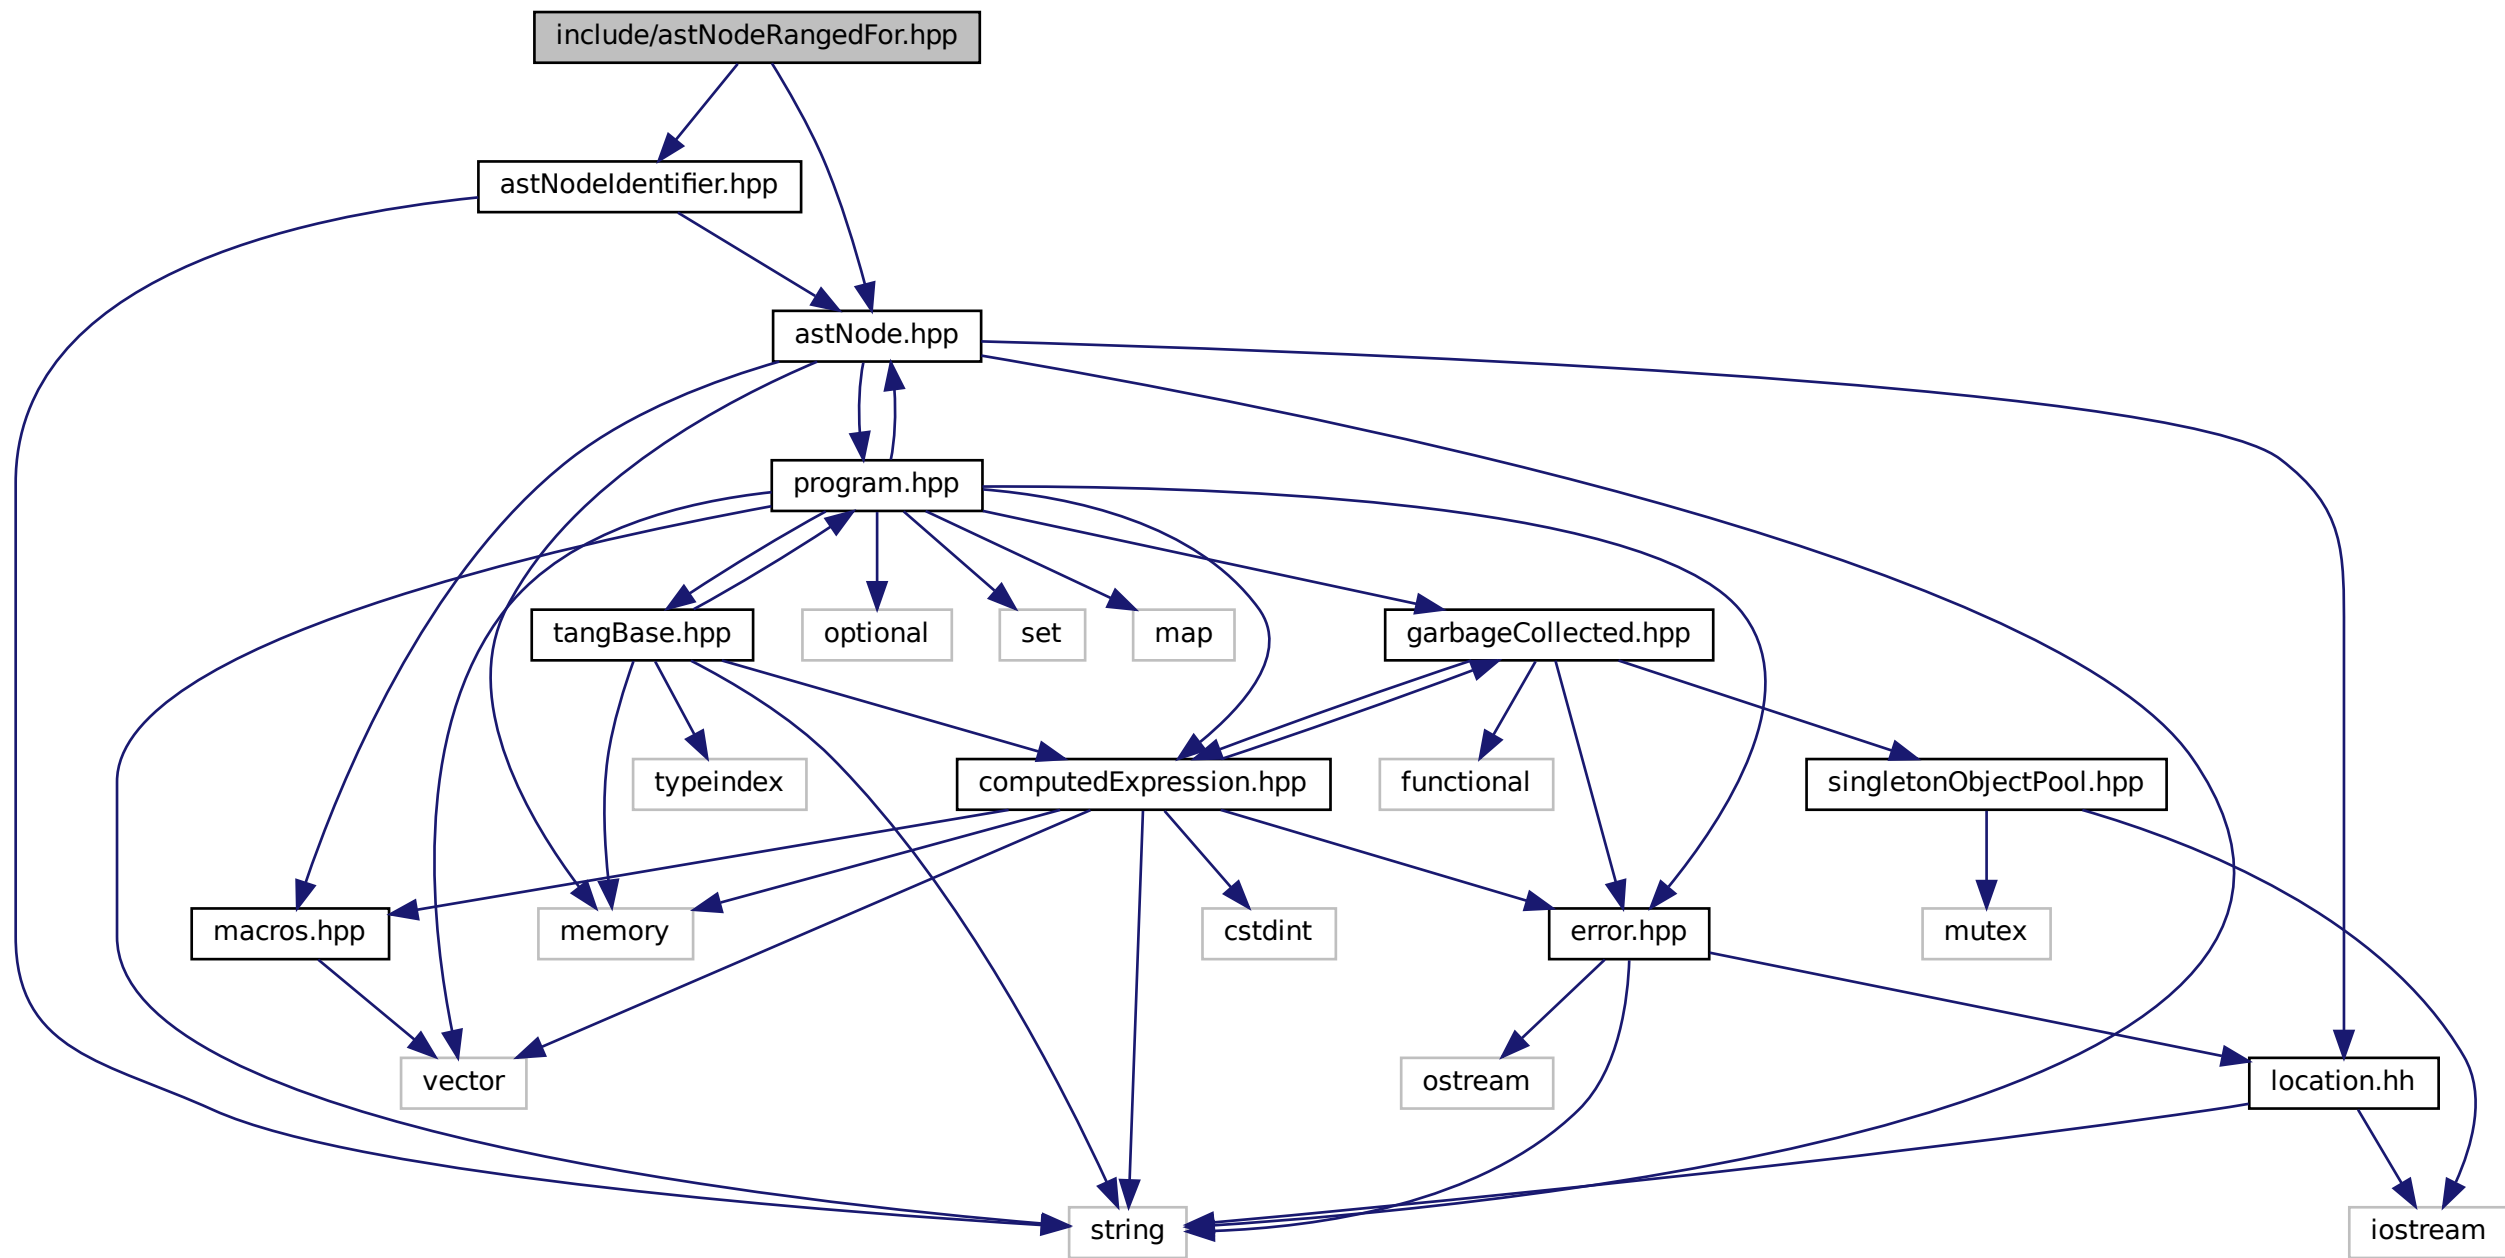 include/astNodeRangedFor.hpp
astNodeIdentifier.hpp
astNode.hpp
program.hpp
tangBase.hpp
optional
set
map
garbageCollected.hpp
typeindex
computedExpression.hpp
functional
singletonObjectPool.hpp
macros.hpp
memory
cstdint
error.hpp
mutex
vector
ostream
location.hh
string
iostream